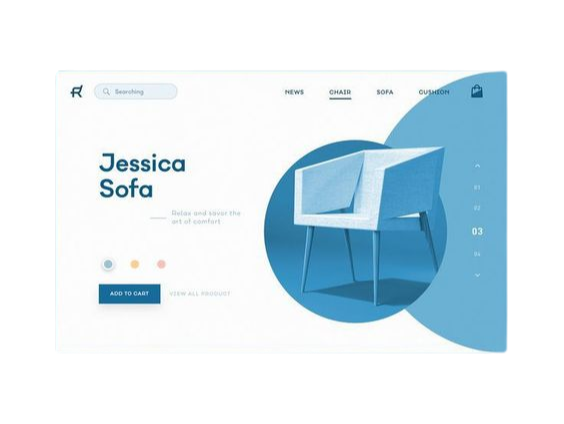 Searching
NEWS
CHAIR
SOFA
CUSHION
Jessica
Sofa
Relax and savor the
art of comfort
ADD TO CART
VIEW ALL PRODUCT
01
02
03